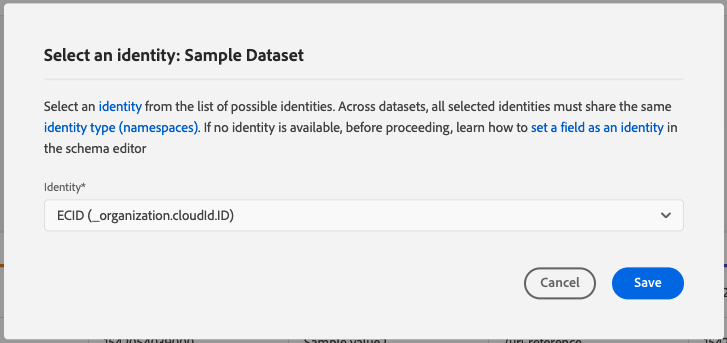 Select an identity: Sample Dataset
Select an identity from the list of possible identities. Across datasets, all selected identities must share the same
identity type (namespaces). If no identity is available, before proceeding, learn how to set a field as an identity in
the schema editor
Identity*
ECID (_organization.cloudId.ID)
Cancel
Save